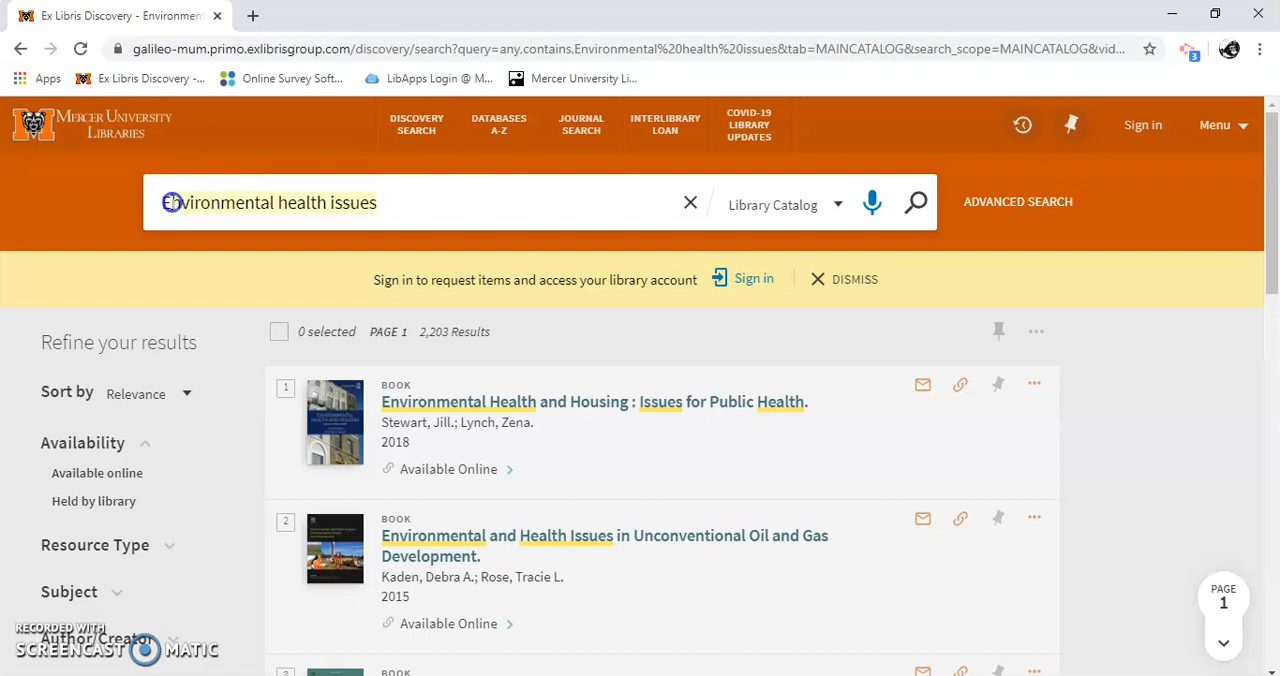 Ex Libris Discovery - Environment
galileo-mum.primo.exlibrisgroup.com/discovery/search?query=any,contains,Environmental%20health%20issues&tab=MAINCATALOG&search_scope=MAINCATALOG&vid...
3
Apps
Ex Libris Discovery -...
Online Survey Soft...
LibApps Login @ M...
Mercer University Li...
MERCER UNIVERSITY
LIBRARIES
DISCOVERY
SEARCH
DATABASES
A-Z
JOURNAL
SEARCH
INTERLIBRARY
LOAN
COVID-19
LIBRARY
UPDATES
Sign in
Menu
Environmental health issues
Library Catalog
ADVANCED SEARCH
Sign in to request items and access your library account
Sign in
DISMISS
Refine your results
0 selected PAGE 1 2,203 Results
Sort by Relevance
Availability
Available online
Held by library
Resource Type
Subject
Author/Creator
1
BOOK
Environmental Health and Housing : Issues for Public Health.
Stewart, Jill.; Lynch, Zena.
2018
Available Online
2
BOOK
Environmental and Health Issues in Unconventional Oil and Gas
Development.
Kaden, Debra A.; Rose, Tracie L.
2015
Available Online
3
BOOK
PAGE
1
RECORDED WITH
SCREENCAST MATIC